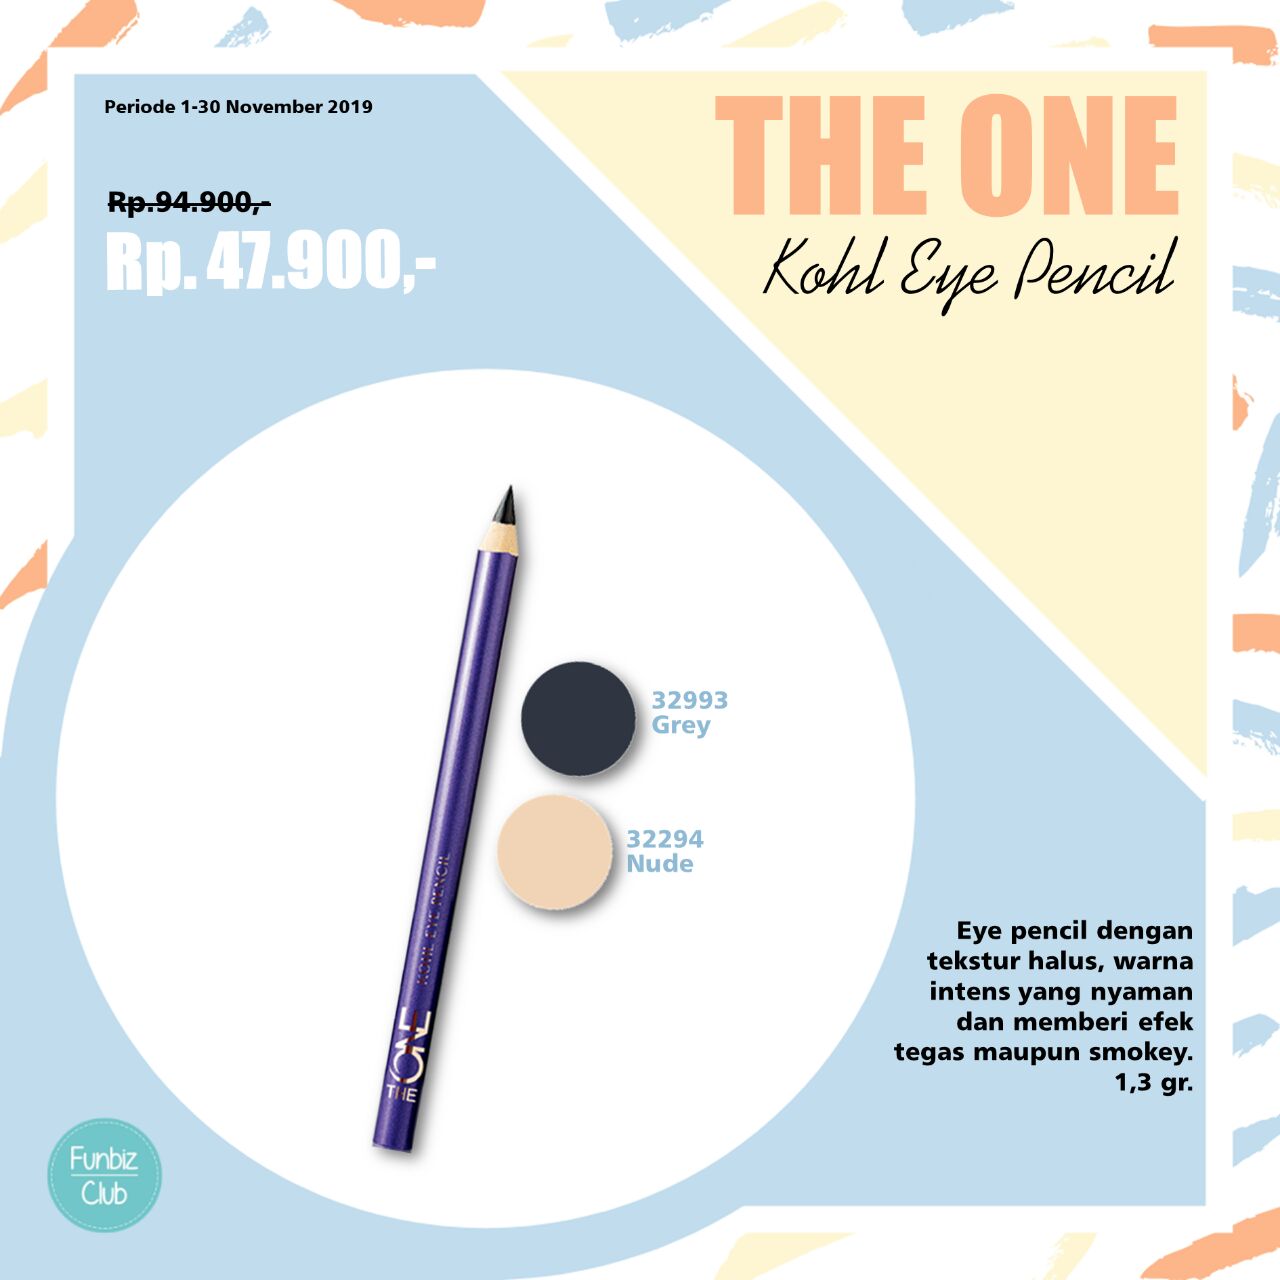 Periode 1-30 November 2019
Rp.94.900,-
Rp. 47.900,-
THE ONE
Kohl Eye Pencil
32993
Grey
32294
Nude
KOHL EYE PENCIL
THE ONE
Eye pencil dengan
tekstur halus, warna
intens yang nyaman
dan memberi efek
tegas maupun smokey.
1,3 gr.
Funbiz
Club